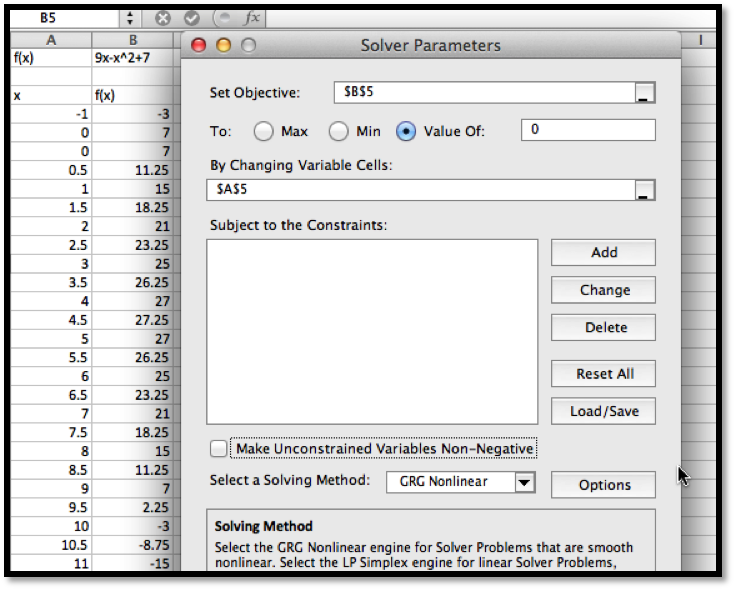 B5 fx
A B I
f(x) 9x-x^2+7
x f(x)
-1 -3
0 7
0 7
0.5 11.25
1 15
1.5 18.25
2 21
2.5 23.25
3 25
3.5 26.25
4 27
4.5 27.25
5 27
5.5 26.25
6 25
6.5 23.25
7 21
7.5 18.25
8 15
8.5 11.25
9 7
9.5 2.25
10 -3
10.5 -8.75
11 -15
Solver Parameters
Set Objective: $B$5
To: Max Min Value Of: 0
By Changing Variable Cells:
$A$5
Subject to the Constraints:
Add
Change
Delete
Reset All
Load/Save
Make Unconstrained Variables Non-Negative
Select a Solving Method: GRG Nonlinear Options
Solving Method
Select the GRG Nonlinear engine for Solver Problems that are smooth
nonlinear. Select the LP Simplex engine for linear Solver Problems,